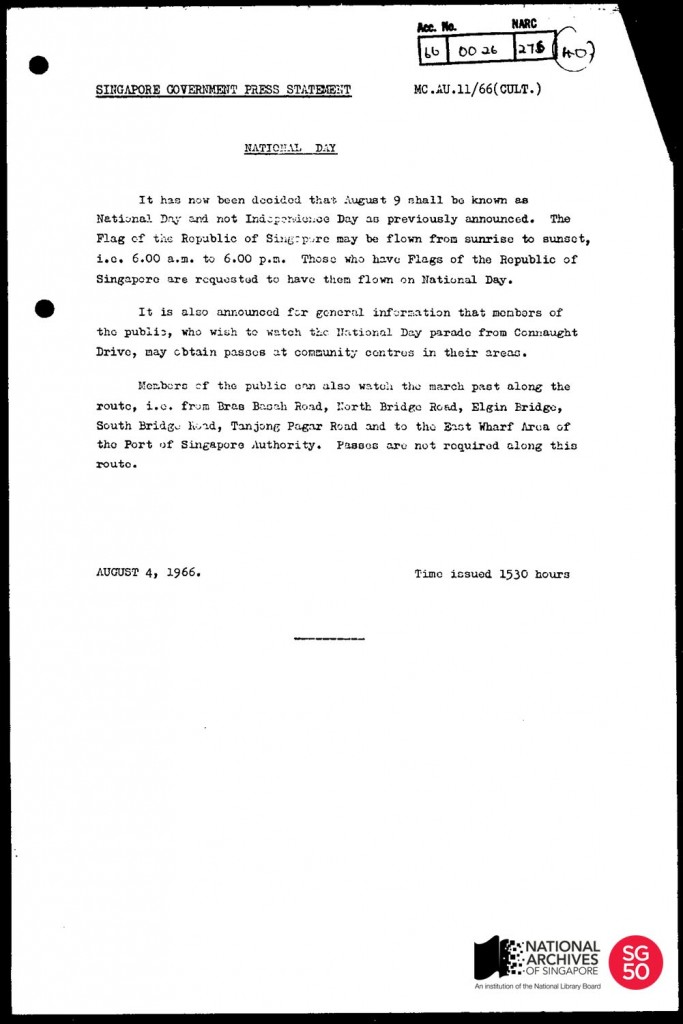 Acc. No. NARC
66 0026 275 (40)
SINGAPORE GOVERNMENT PRESS STATEMENT MC.AU.11/66(CULT.)
NATIONAL DAY
It has now been decided that August 9 shall be known as
National Day and not Independence Day as previously announced. The
Flag of the Republic of Singapore may be flown from sunrise to sunset,
i.e. 6.00 a.m. to 6.00 p.m. Those who have Flags of the Republic of
Singapore are requested to have them flown on National Day.
It is also announced for general information that members of
the public, who wish to watch the National Day parade from Connaught
Drive, may obtain passes at community centres in their areas.
Members of the public can also watch the march past along the
route, i.e. from Bras Basah Road, North Bridge Road, Elgin Bridge,
South Bridge Road, Tanjong Pagar Road and to the East Wharf Area of
the Port of Singapore Authority. Passes are not required along this
route.
AUGUST 4, 1966. Time issued 1530 hours
NATIONAL
ARCHIVES
OF SINGAPORE
An institution of the National Library Board
SG
50